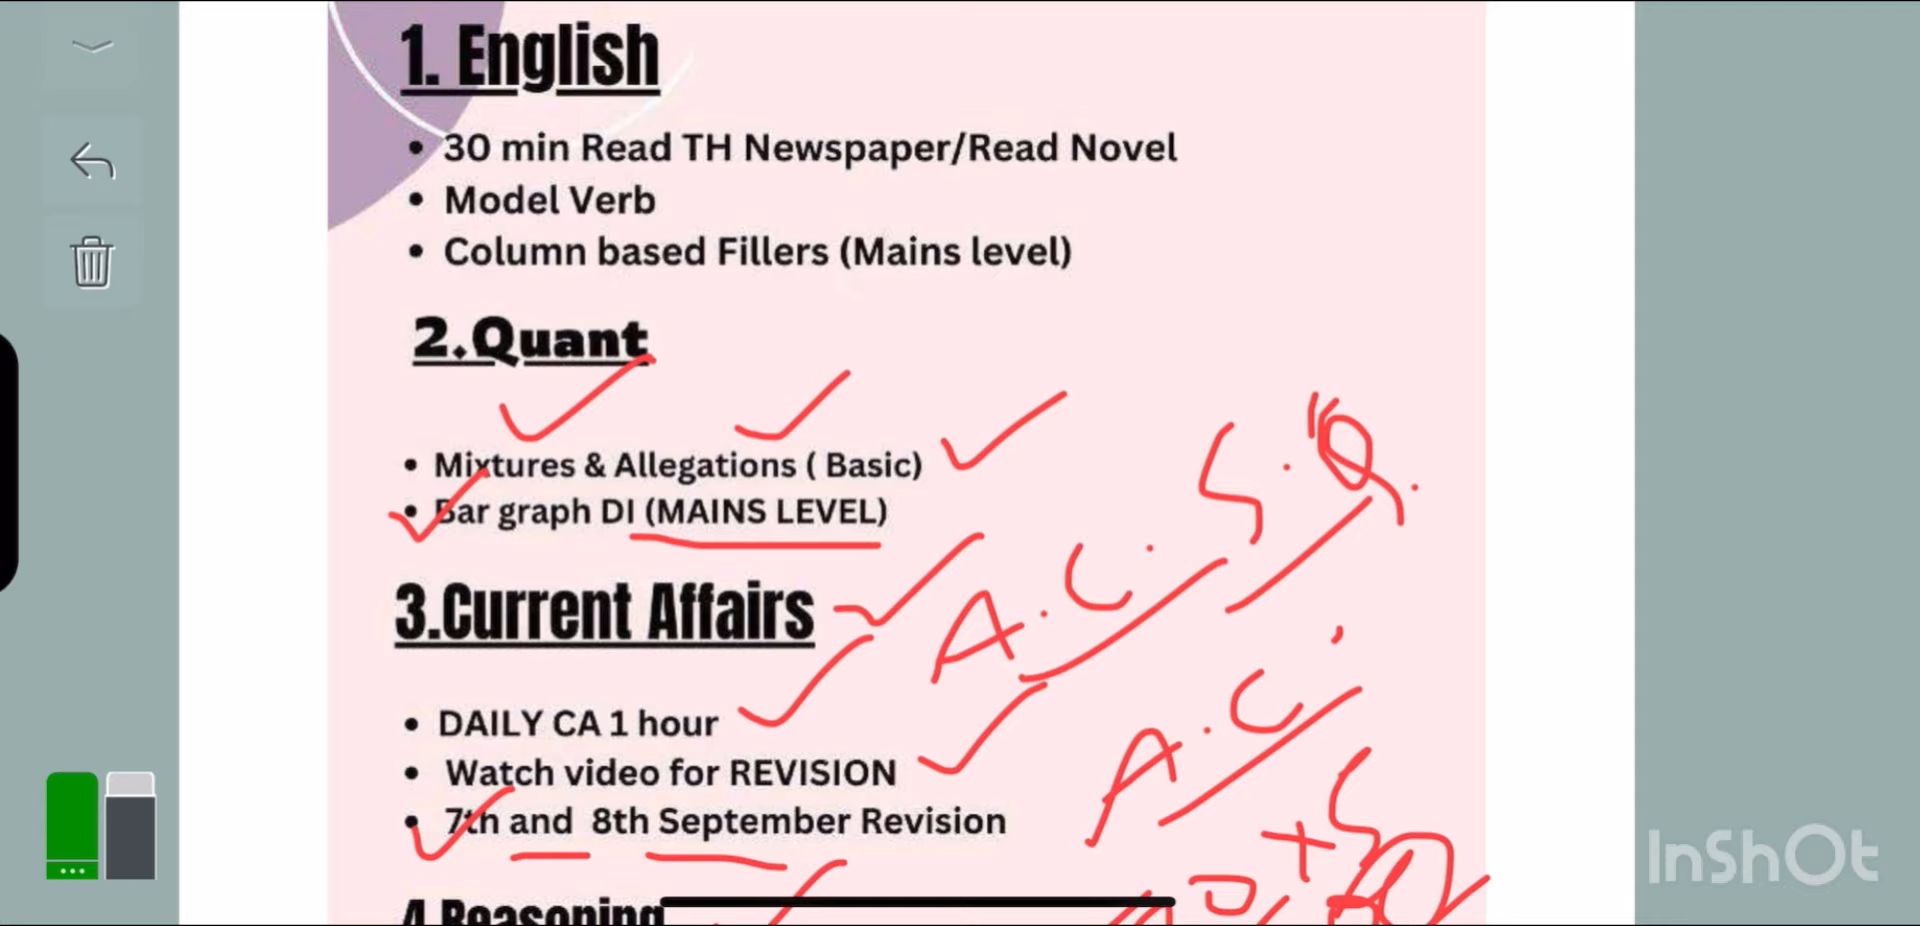 1. English
• 30 min Read TH Newspaper/Read Novel
• Model Verb
• Column based Fillers (Mains level)
2.Quant
• Mixtures & Allegations ( Basic)
• Bar graph DI (MAINS LEVEL)
3.Current Affairs
• DAILY CA 1 hour
• Watch video for REVISION
• 7th and 8th September Revision
4.Reasoning
S.Q.
A.C.
A.C.
+S
InShOt